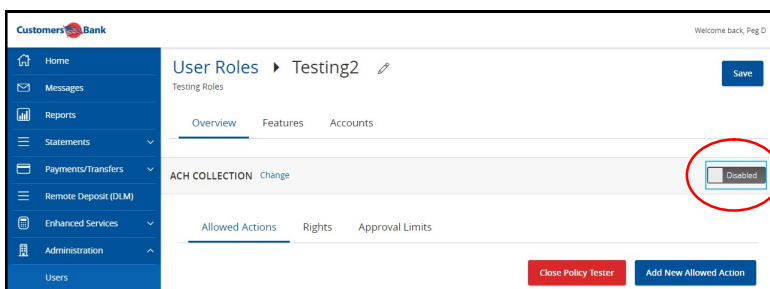 Customers Bank
Welcome back, Peg D
Home
Messages
Reports
Statements
Payments/Transfers
Remote Deposit (DLM)
Enhanced Services
Administration
Users
User Roles Testing2
Testing Roles
Save
Overview Features Accounts
ACH COLLECTION Change
Disabled
Allowed Actions Rights Approval Limits
Close Policy Tester Add New Allowed Action